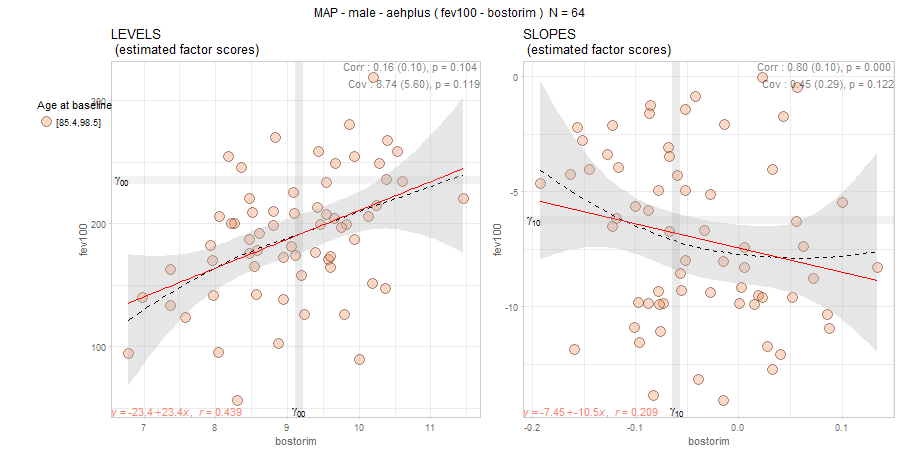 MAP - male - aehplus ( fev100 - bostorim ) N = 64
LEVELS
(estimated factor scores)
Corr : 0.16 (0.10), p = 0.104
Cov : 8.74 (5.60), p = 0.119
Age at baseline
[85.4,98.5]
300
200
100
fev100
γ00
γ00
y = -23.4+23.4x, r = 0.439
7 8 9 10 11
bostorim
SLOPES
(estimated factor scores)
Corr : 0.80 (0.10), p = 0.000
Cov : 0.45 (0.29), p = 0.122
0
-5
-10
fev100
γ10
γ10
y = -7.45+-10.5x, r = 0.209
-0.2 -0.1 0.0 0.1
bostorim